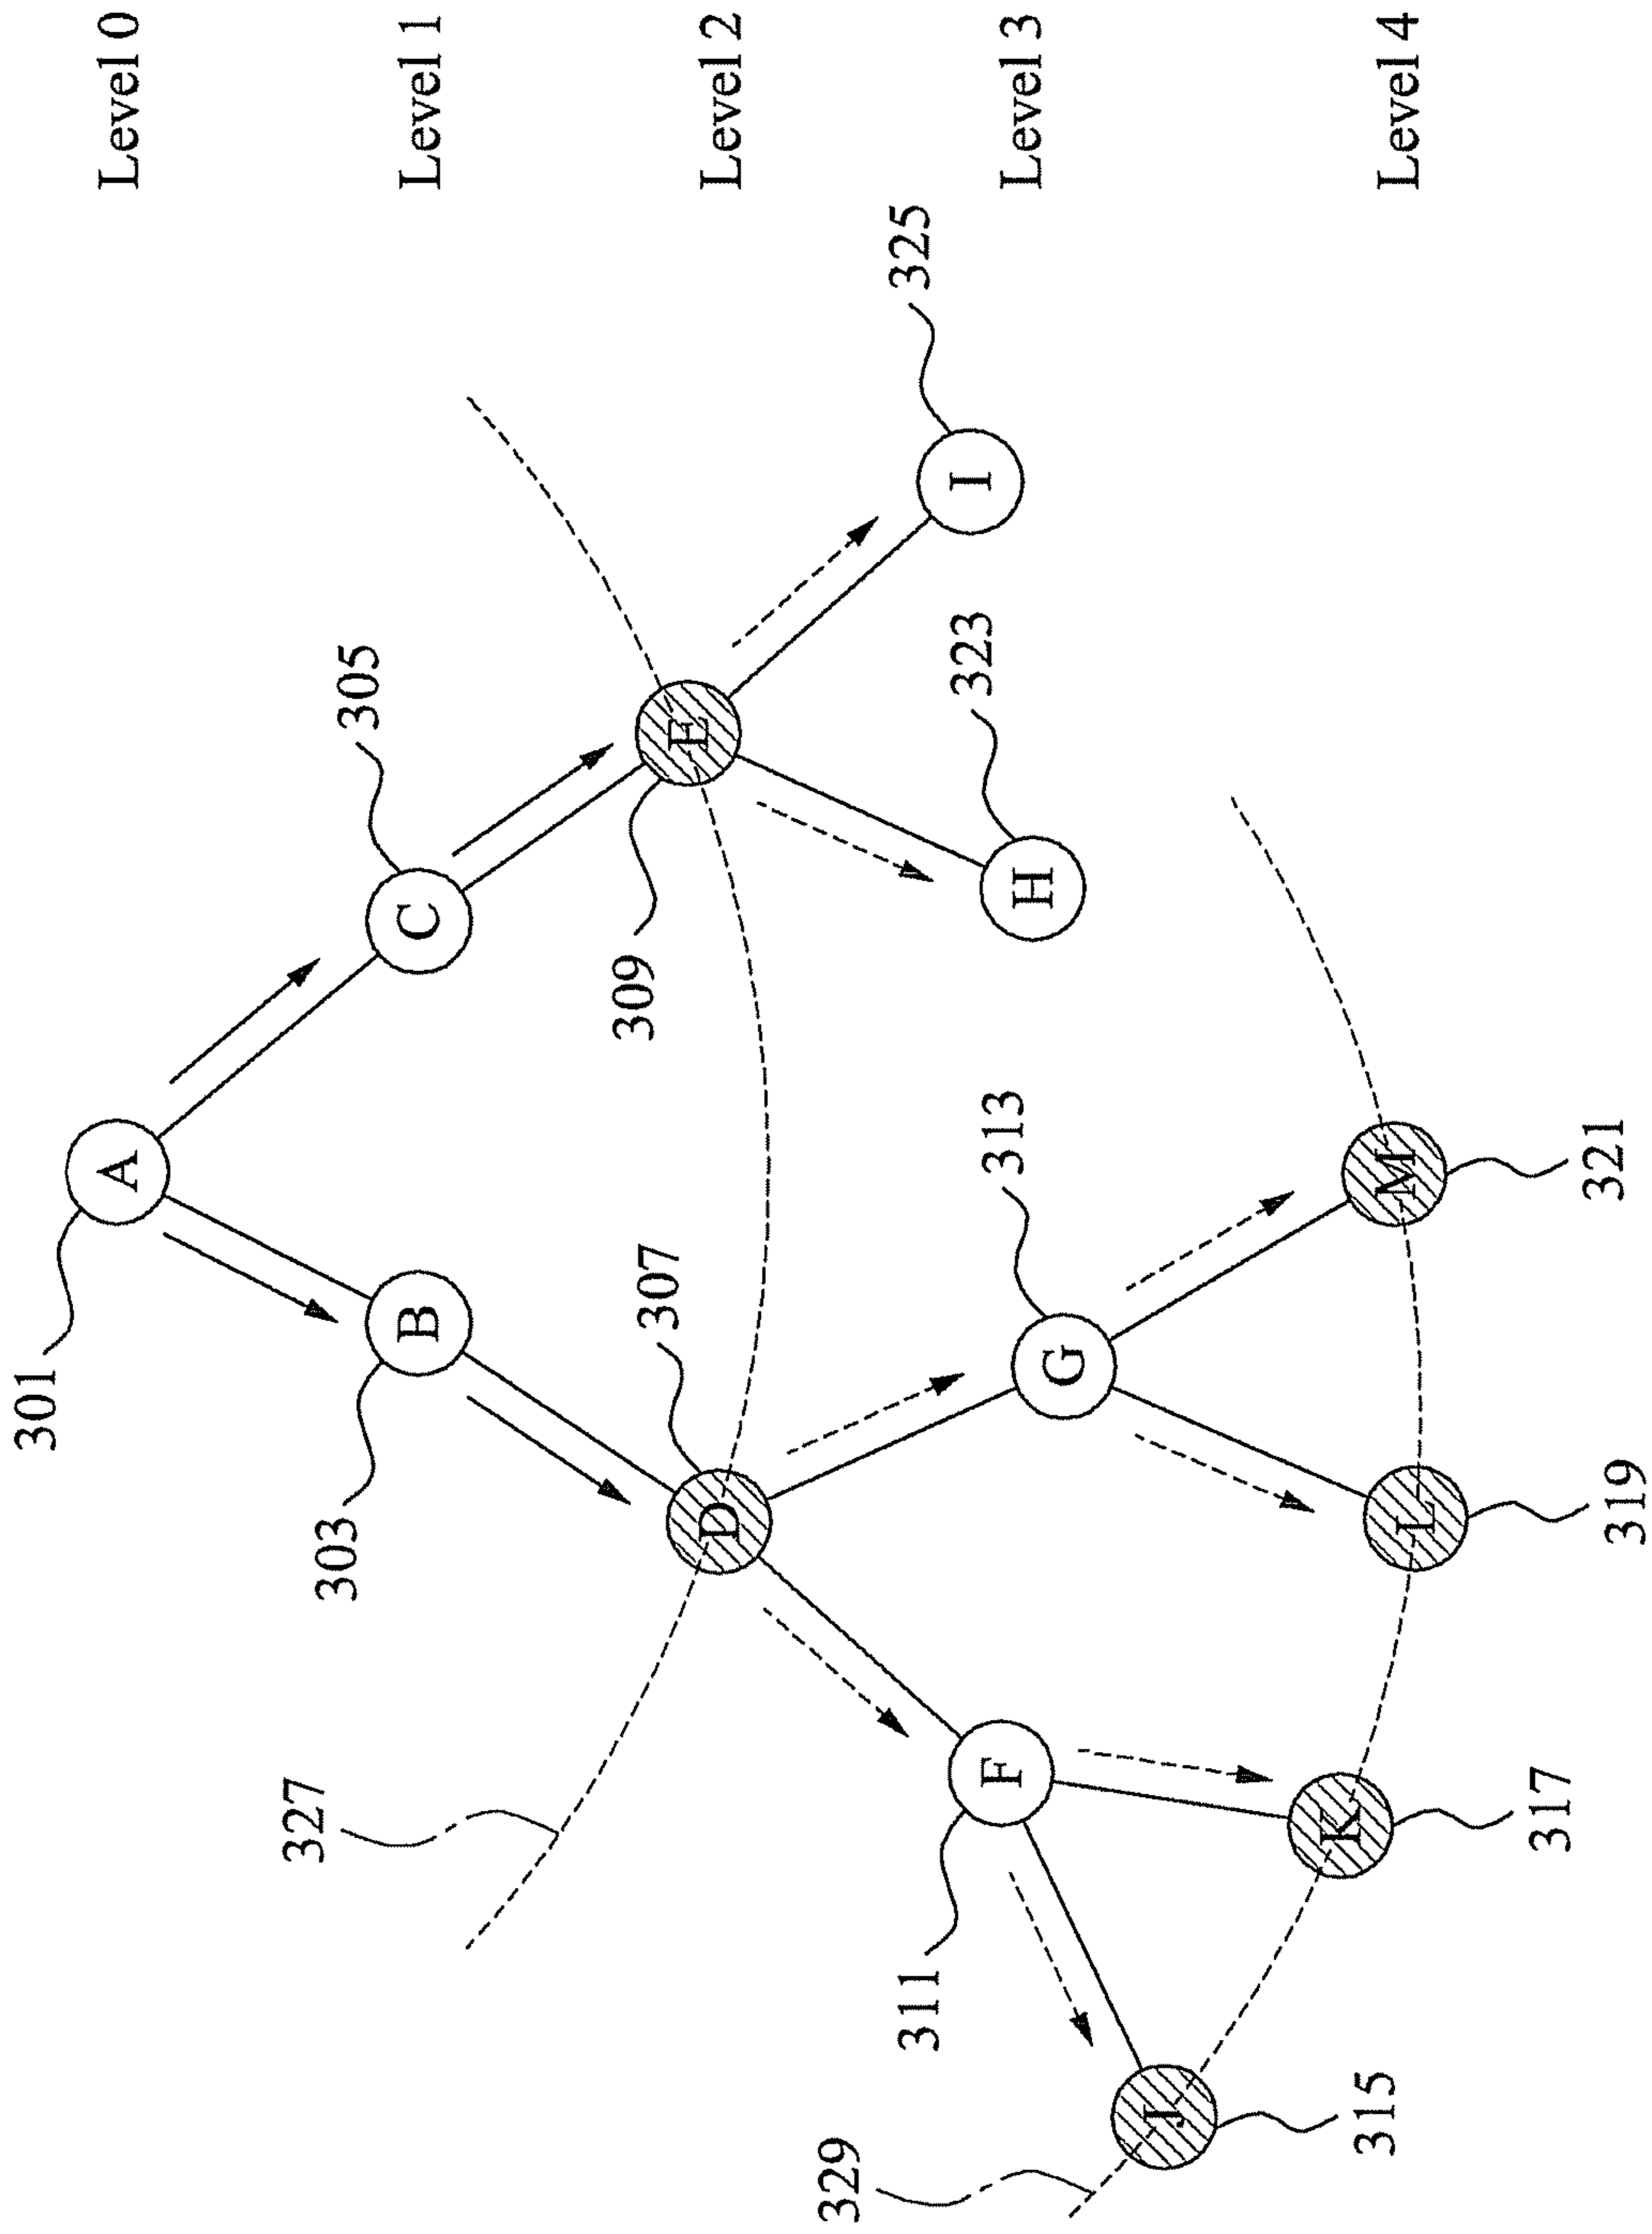 301
A
Level 0
327
303
305
B
C
Level 1
307
309
D
E
Level 2
329
311
325
313
323
I
F
G
H
Level 3
J
K
315
L
M
Level 4
317
319
321